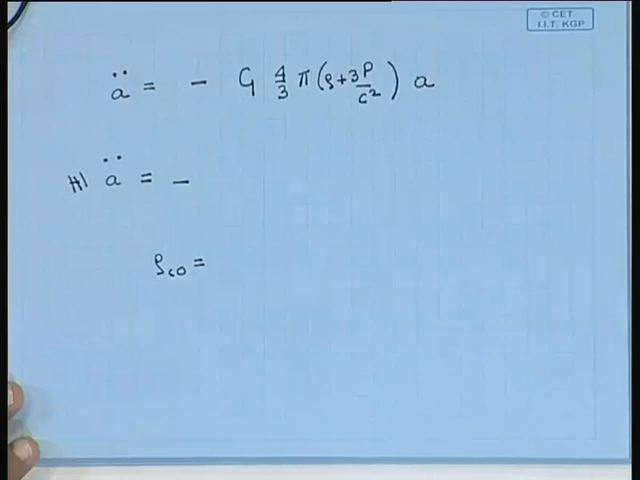 © CET
I.I.T. KGP
ä = - G 4/3 π (ρ + 3P/c²) a
ä = -
ρc0 =